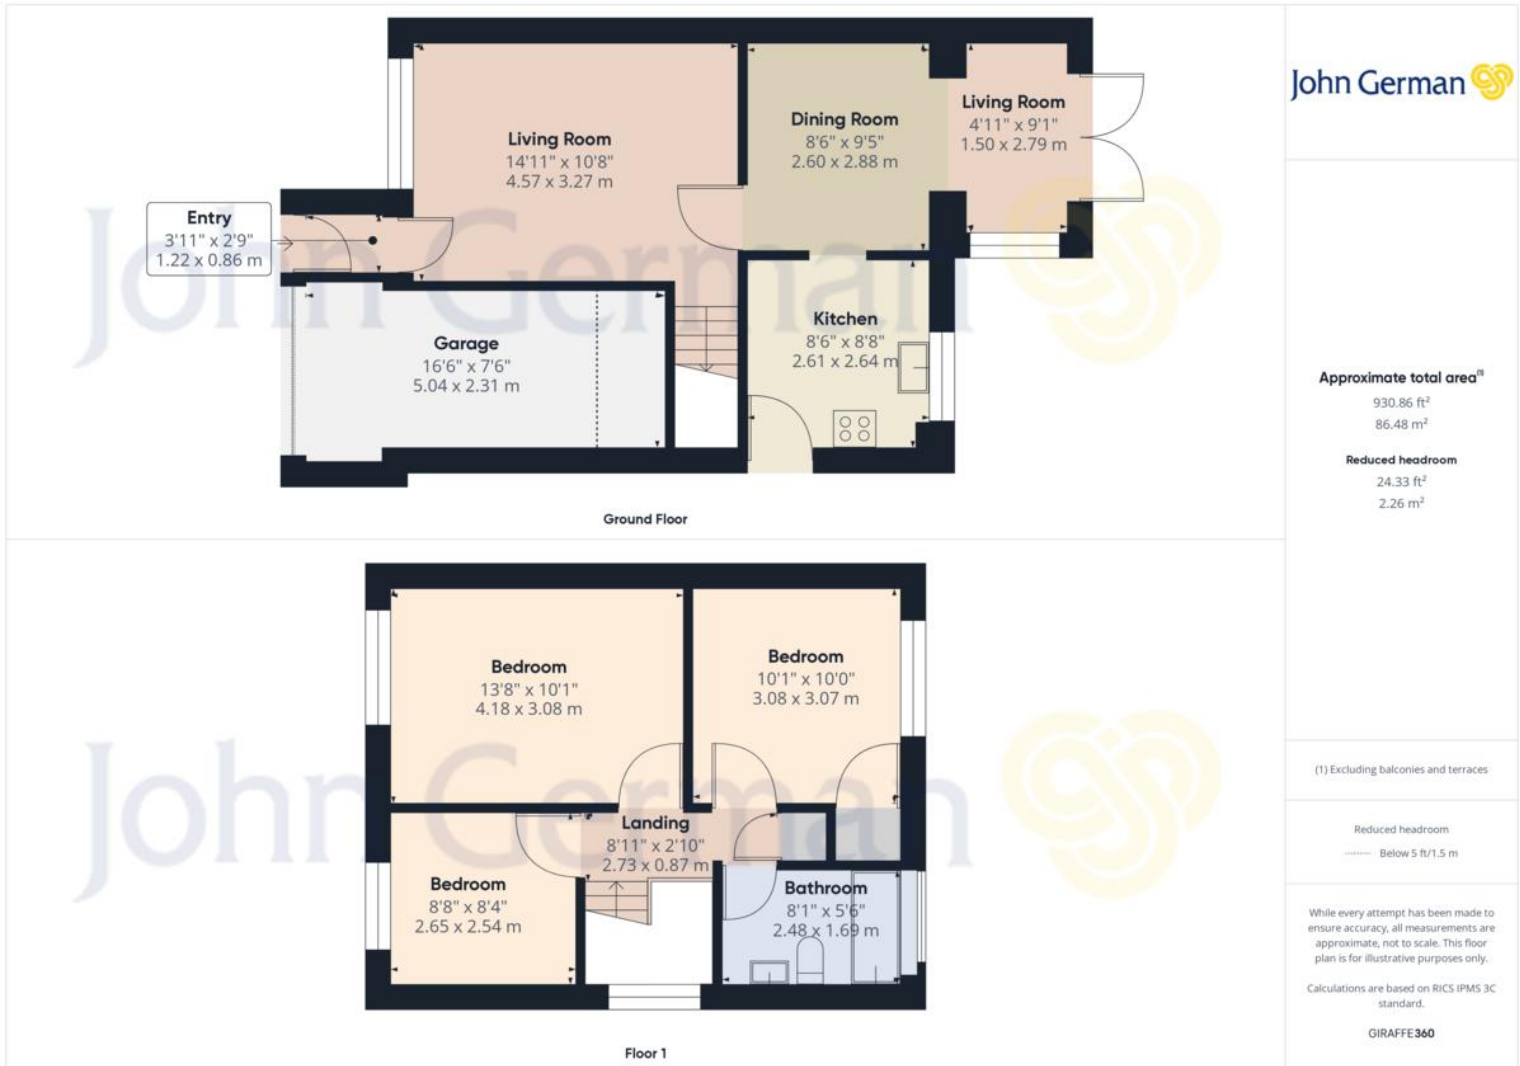 John German
Living Room
14'11" x 10'8"
4.57 x 3.27 m
Dining Room
8'6" x 9'5"
2.60 x 2.88 m
Living Room
4'11" x 9'1"
1.50 x 2.79 m
Entry
3'11" x 2'9"
1.22 x 0.86 m
John German
Garage
16'6" x 7'6"
5.04 x 2.31 m
Kitchen
8'6" x 8'8"
2.61 x 2.64 m
Ground Floor
Approximate total area(1)
930.86 ft²
86.48 m²
Reduced headroom
24.33 ft²
2.26 m²
Bedroom
13'8" x 10'1"
4.18 x 3.08 m
Bedroom
10'1" x 10'0"
3.08 x 3.07 m
John German
Landing
8'11" x 2'10"
2.73 x 0.87 m
Bedroom
8'8" x 8'4"
2.65 x 2.54 m
Bathroom
8'1" x 5'6"
2.48 x 1.69 m
Floor 1
(1) Excluding balconies and terraces
Reduced headroom
Below 5 ft/1.5 m
While every attempt has been made to
ensure accuracy, all measurements are
approximate, not to scale. This floor
plan is for illustrative purposes only.
Calculations are based on RICS IPMS 3C
standard.
GIRAFFE360